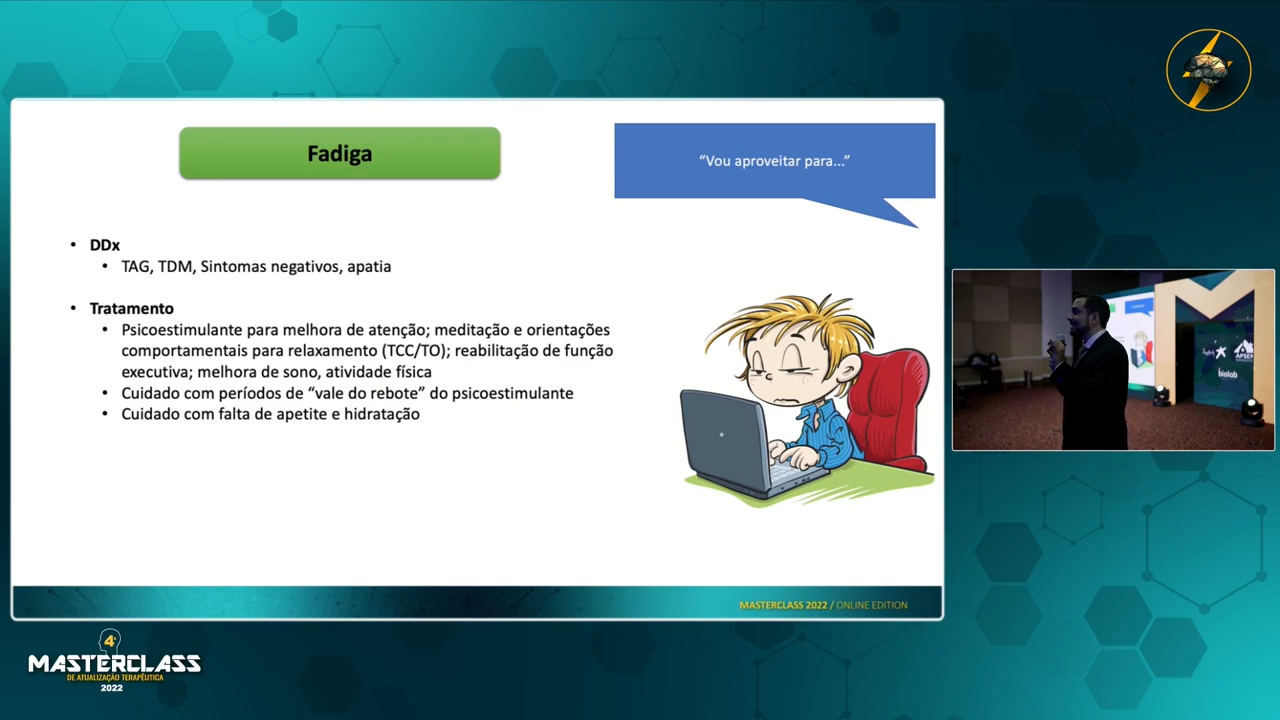 Fadiga
“Vou aproveitar para...”
• DDx
• TAG, TDM, Sintomas negativos, apatia
• Tratamento
• Psicoestimulante para melhora de atenção; meditação e orientações
comportamentais para relaxamento (TCC/TO); reabilitação de função
executiva; melhora de sono, atividade física
• Cuidado com períodos de “vale do rebote” do psicoestimulante
• Cuidado com falta de apetite e hidratação
MASTERCLASS 2022 / ONLINE EDITION
M
APSEN
biolab
4ª
MASTERCLASS
DE ATUALIZAÇÃO TERAPÊUTICA
2022